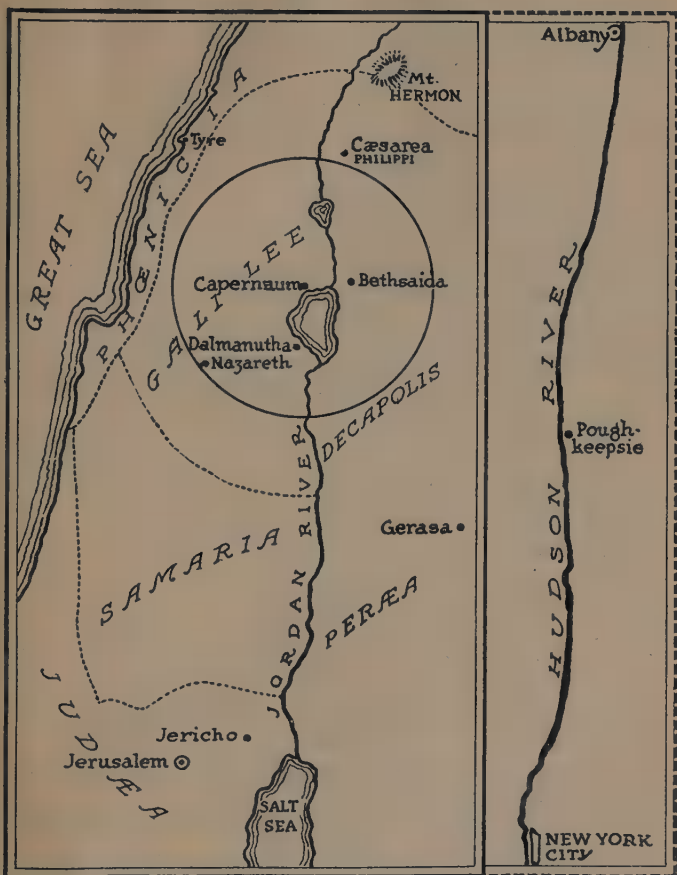 Mt.
HERMON
PHŒNICIA
Tyre
Cæsarea
PHILIPPI
GREAT SEA
GALILEE
Capernaum
Bethsaida
Dalmanutha
Nazareth
DECAPOLIS
JORDAN RIVER
SAMARIA
Gerasa
PERÆA
JUDÆA
Jericho
Jerusalem
SALT
SEA
Albany
HUDSON RIVER
Pough-
keepsie
NEW YORK
CITY